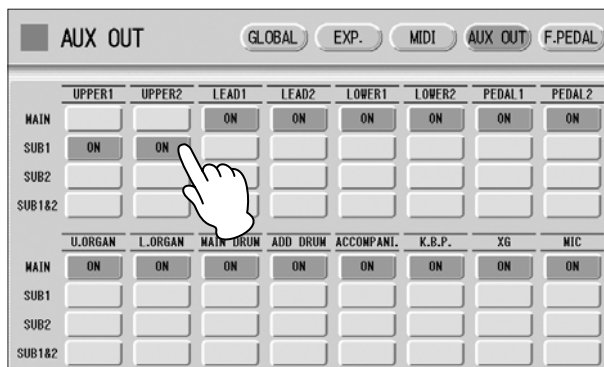 AUX OUT GLOBAL EXP. MIDI AUX OUT F.PEDAL
UPPER1 UPPER2 LEAD1 LEAD2 LOWER1 LOWER2 PEDAL1 PEDAL2
MAIN ON ON ON ON ON ON
SUB1 ON ON
SUB2
SUB1&2
U.ORGAN L.ORGAN MAIN DRUM ADD DRUM ACCOMPANI. K.B.P. XG MIC
MAIN ON ON ON ON ON ON ON ON
SUB1
SUB2
SUB1&2